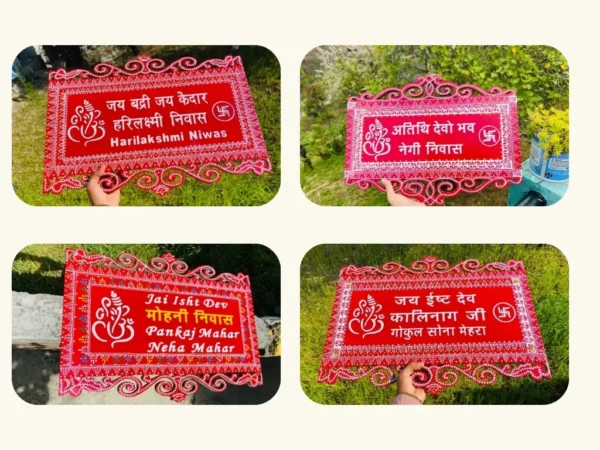 जय बद्री जय केदार
हरिलक्ष्मी निवास
Harilakshmi Niwas
अतिथि देवो भव
नेगी निवास
Jai Isht Dev
मोहनी निवास
Pankaj Mahar
Neha Mahar
जय ईष्ट देव
कालिनाग जी
गोकुल सोना मेहरा